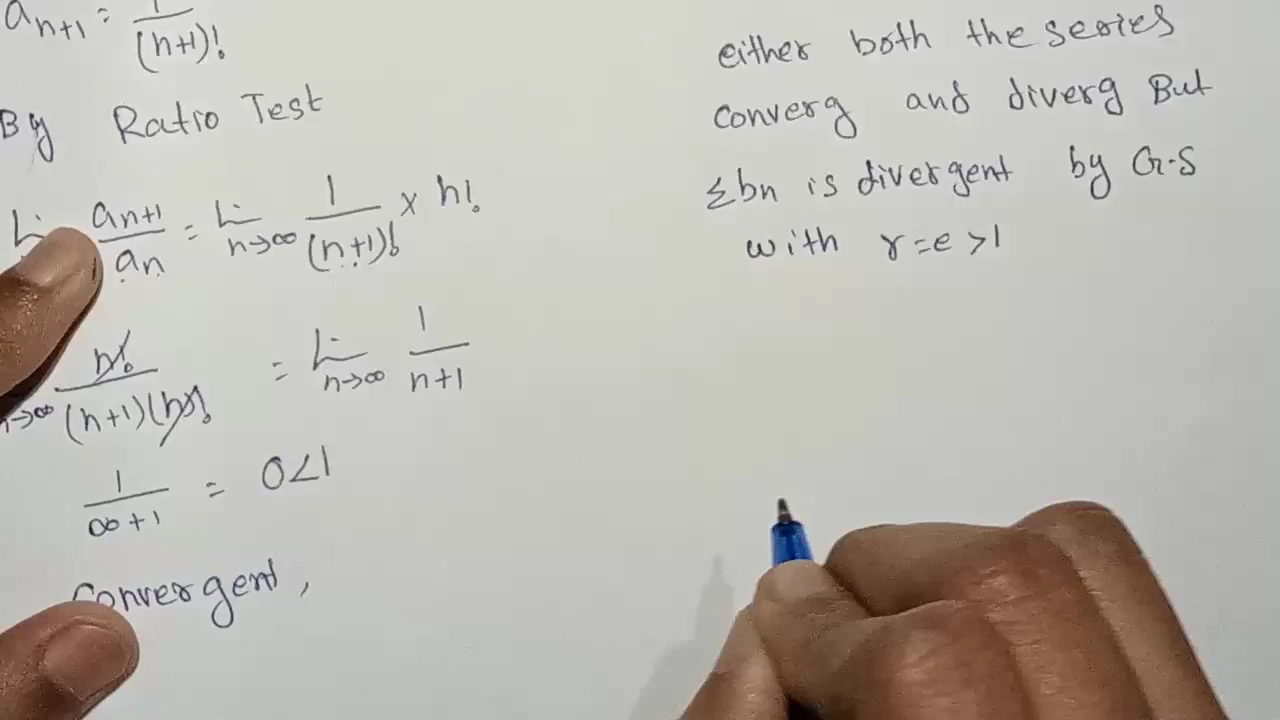 an+1 = 1/(n+1)!
By Ratio Test
an+1/an = Lim n→∞ 1/(n+1)! × n!
n→∞ n!/(n+1)(n)! = Lim n→∞ 1/n+1
1/∞+1 = 0<1
Convergent,
either both the series
converg and diverg But
Σbn is divergent by G.S
with r=e>1